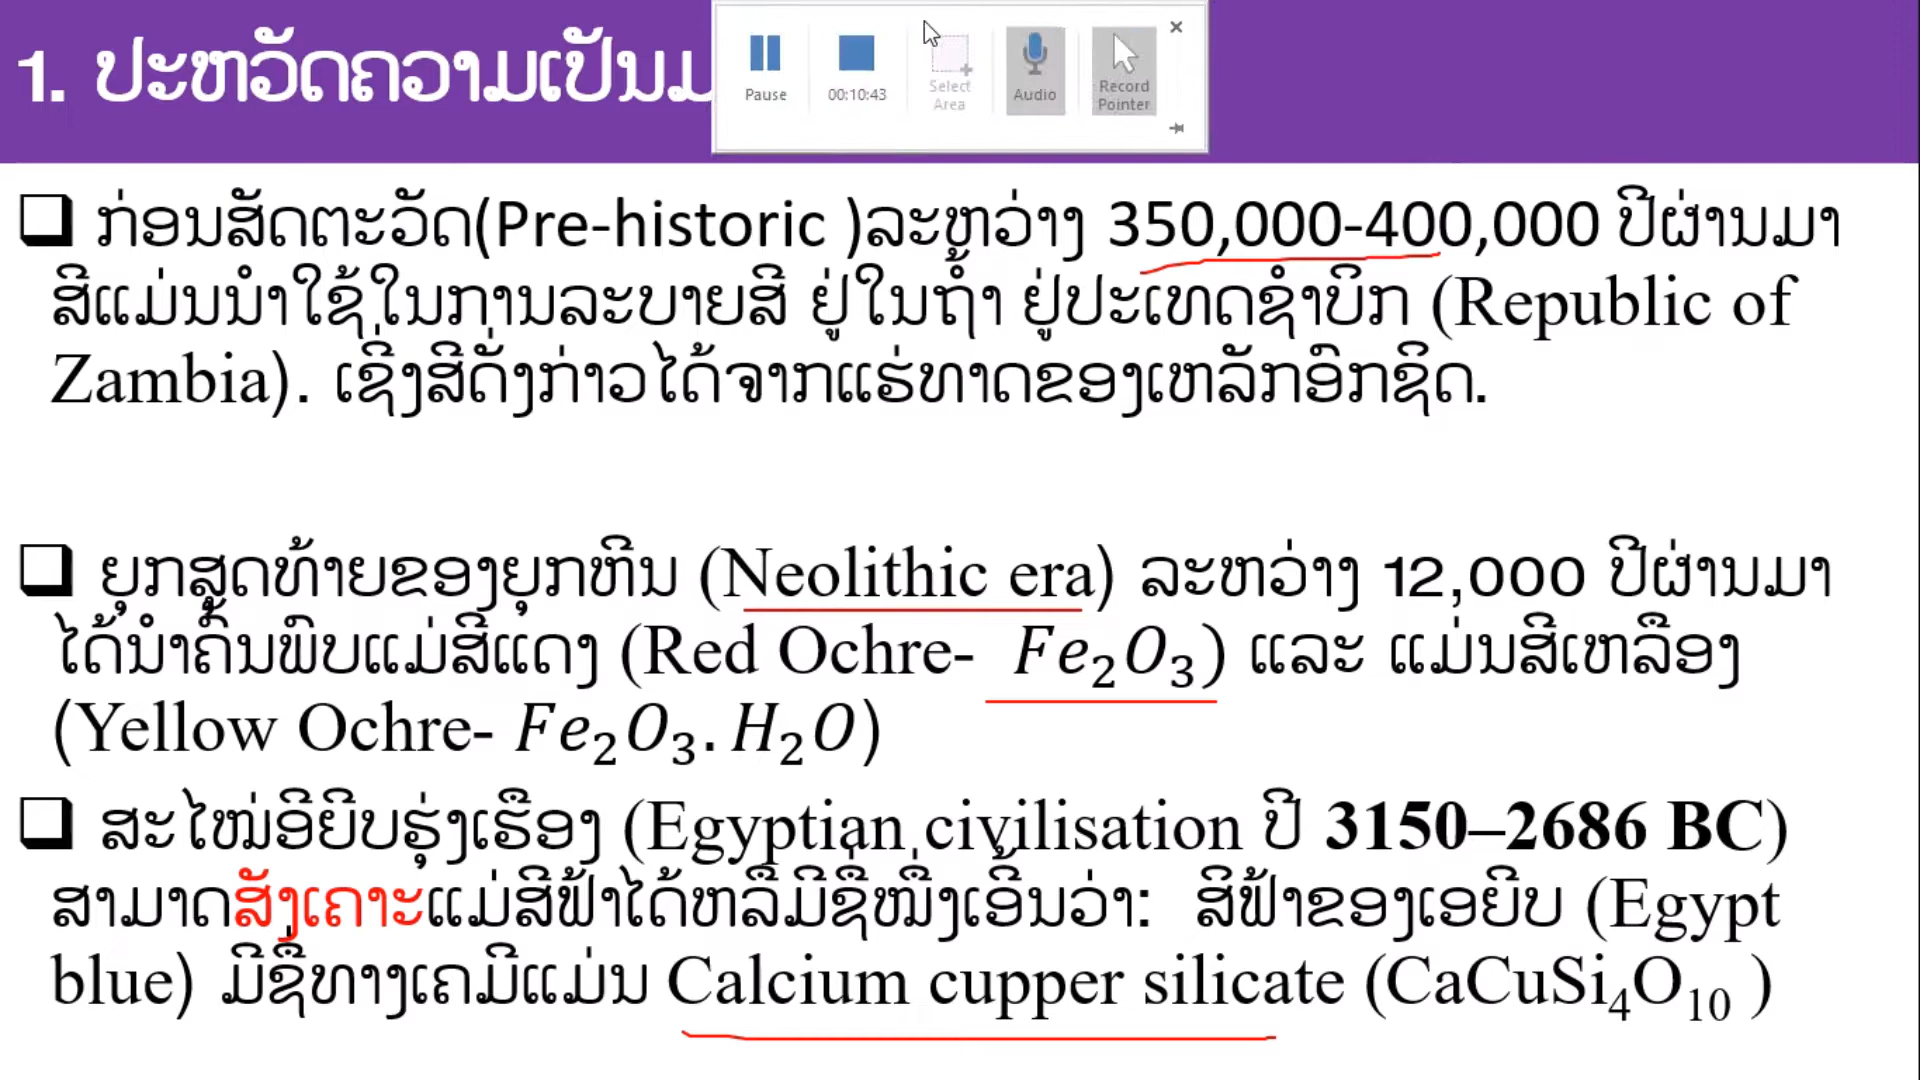 1. ປະຫວັດຄວາມເປັນມ
Pause
00:10:43
Select Area
Audio
Record Pointer
❑ ກ່ອນສັດຕະວັດ(Pre-historic )ລະຫວ່າງ 350,000-400,000 ປີຜ່ານມາ
ສີແມ່ນນຳໃຊ້ໃນການລະບາຍສີ ຢູ່ໃນຖ້ຳ ຢູ່ປະເທດຊຳບິກ (Republic of
Zambia). ເຊິ່ງສີດັ່ງກ່າວໄດ້ຈາກແຮ່ທາດຂອງເຫລັກອົກຊິດ.
❑ ຍຸກສຸດທ້າຍຂອງຍຸກຫີນ (Neolithic era) ລະຫວ່າງ 12,000 ປີຜ່ານມາ
ໄດ້ນຳຄົ້ນພົບແມ່ສີແດງ (Red Ochre- Fe₂O₃) ແລະ ແມ່ນສີເຫລືອງ
(Yellow Ochre- Fe₂O₃.H₂O)
❑ ສະໄໝ່ອີຍິບຮຸ່ງເຮືອງ (Egyptian civilisation ປີ 3150–2686 BC)
ສາມາດສັງເຄາະແມ່ສີຟ້າໄດ້ຫລືມີຊື່ໜື່ງເອີ້ນວ່າ: ສີຟ້າຂອງເອຍິບ (Egypt
blue) ມີຊື່ທາງເຄມີແມ່ນ Calcium cupper silicate (CaCuSi₄O₁₀ )